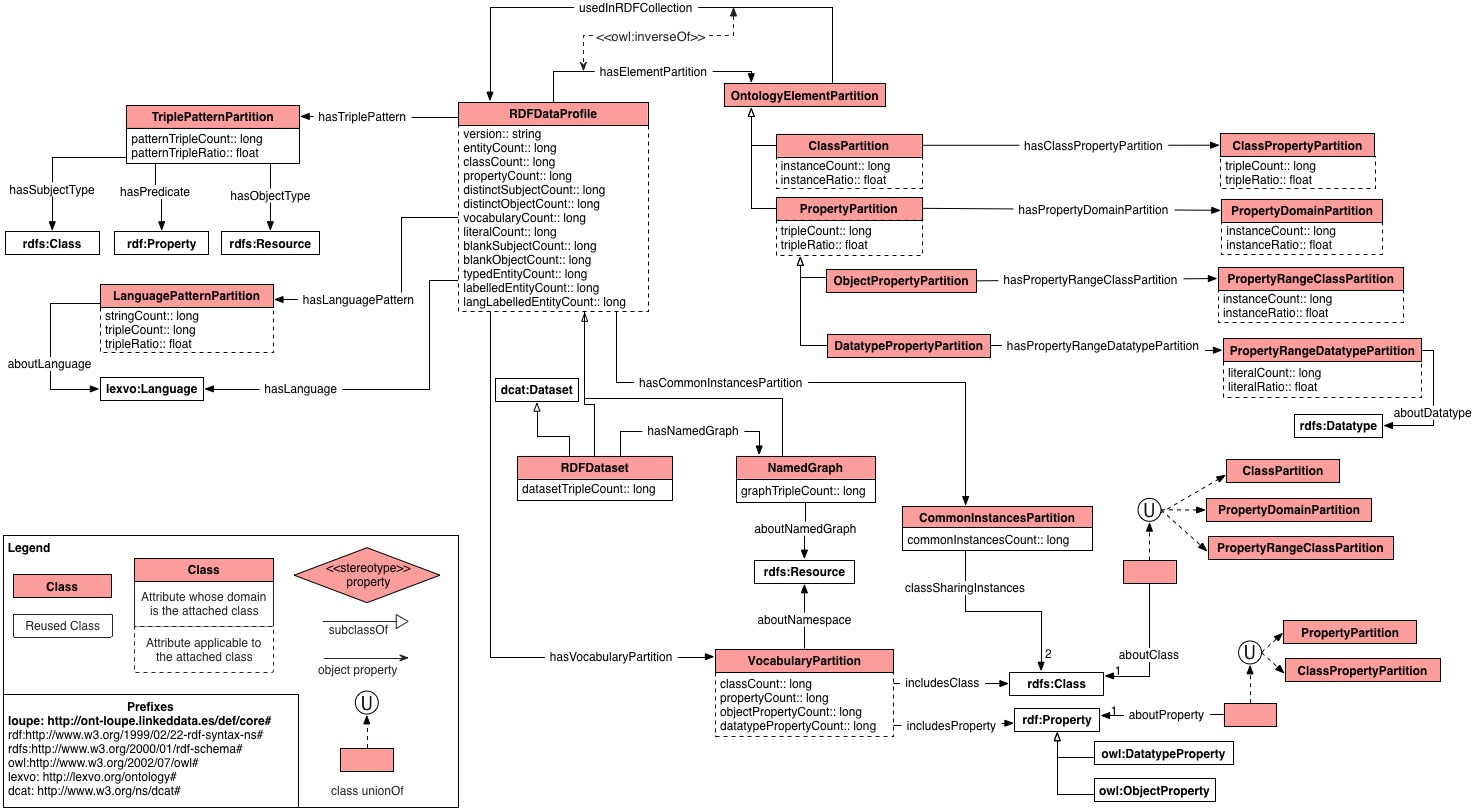 usedInRDFCollection
<<owl:inverseOf>>
hasElementPartition
OntologyElementPartition
TriplePatternPartition
patternTripleCount:: long
patternTripleRatio:: float
hasTriplePattern
RDFDataProfile
version:: string
entityCount:: long
classCount:: long
propertyCount:: long
distinctSubjectCount:: long
distinctObjectCount:: long
vocabularyCount:: long
literalCount:: long
blankSubjectCount:: long
blankObjectCount:: long
typedEntityCount:: long
labelledEntityCount:: long
langLabelledEntityCount:: long
ClassPartition
instanceCount:: long
instanceRatio:: float
hasClassPropertyPartition
ClassPropertyPartition
tripleCount:: long
tripleRatio:: float
hasSubjectType
hasPredicate
hasObjectType
rdfs:Class
rdf:Property
rdfs:Resource
PropertyPartition
tripleCount:: long
tripleRatio:: float
hasPropertyDomainPartition
PropertyDomainPartition
instanceCount:: long
instanceRatio:: float
ObjectPropertyPartition
hasPropertyRangeClassPartition
PropertyRangeClassPartition
instanceCount:: long
instanceRatio:: float
LanguagePatternPartition
stringCount:: long
tripleCount:: long
tripleRatio:: float
hasLanguagePattern
DatatypePropertyPartition
hasPropertyRangeDatatypePartition
PropertyRangeDatatypePartition
literalCount:: long
literalRatio:: float
aboutLanguage
lexvo:Language
hasLanguage
dcat:Dataset
hasCommonInstancesPartition
aboutDatatype
rdfs:Datatype
hasNamedGraph
RDFDataset
datasetTripleCount:: long
NamedGraph
graphTripleCount:: long
aboutNamedGraph
rdfs:Resource
aboutNamespace
CommonInstancesPartition
commonInstancesCount:: long
classSharingInstances
2
U
ClassPartition
PropertyDomainPartition
PropertyRangeClassPartition
aboutClass
1
hasVocabularyPartition
VocabularyPartition
classCount:: long
propertyCount:: long
objectPropertyCount:: long
datatypePropertyCount:: long
includesClass
rdfs:Class
includesProperty
rdf:Property
1
aboutProperty
U
PropertyPartition
ClassPropertyPartition
owl:DatatypeProperty
owl:ObjectProperty
Legend
Class
Reused Class
Class
Attribute whose domain
is the attached class
Attribute applicable to
the attached class
<<stereotype>>
property
subclassOf
object property
U
class unionOf
Prefixes
loupe: http://ont-loupe.linkeddata.es/def/core#
rdf:http://www.w3.org/1999/02/22-rdf-syntax-ns#
rdfs:http://www.w3.org/2000/01/rdf-schema#
owl:http://www.w3.org/2002/07/owl#
lexvo: http://lexvo.org/ontology#
dcat: http://www.w3.org/ns/dcat#